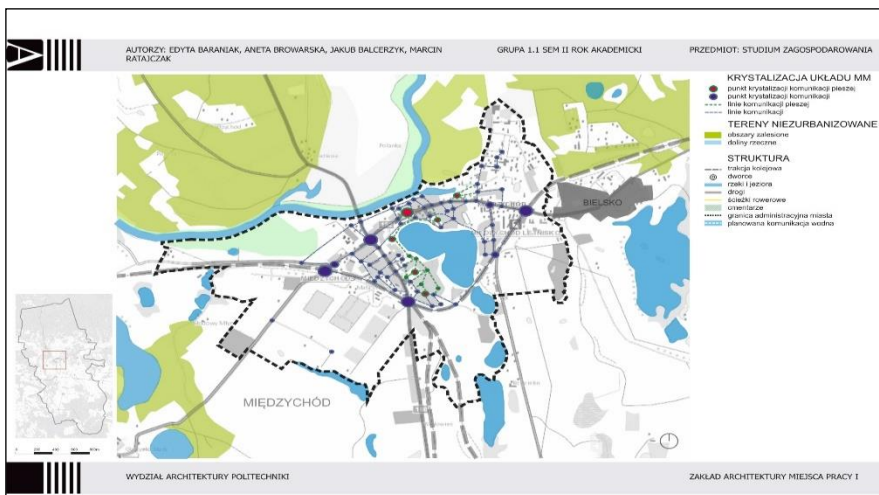 AUTORZY: EDYTA BARANIAK, ANETA BROWARSKA, JAKUB BALCERZYK, MARCIN
RATAJCZAK
GRUPA 1.1 SEM II ROK AKADEMICKI
PRZEDMIOT: STUDIUM ZAGOSPODAROWANIA
KRYSTALIZACJA UKŁADU MM
punkt krystalizacji komunikacji pieszej
punkt krystalizacji komunikacji
linie komunikacji pieszej
linie komunikacji
TERENY NIEZURBANIZOWANE
obszary zalesione
doliny rzeczne
STRUKTURA
trakcja kolejowa
dworce
rzeki i jeziora
drogi
ścieżki rowerowe
cmentarze
granica administracyjna miasta
planowana komunikacja wodna
BIELSKO
MIĘDZYCHÓD
WYDZIAŁ ARCHITEKTURY POLITECHNIKI
ZAKŁAD ARCHITEKTURY MIEJSCA PRACY I